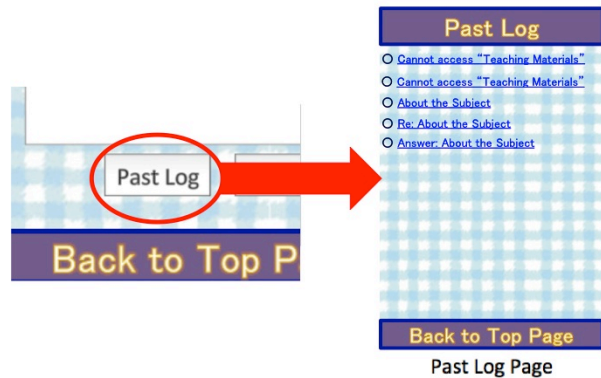 Past Log
Back to Top P
Past Log
Cannot access “Teaching Materials”
Cannot access “Teaching Materials”
About the Subject
Re: About the Subject
Answer: About the Subject
Back to Top Page
Past Log Page